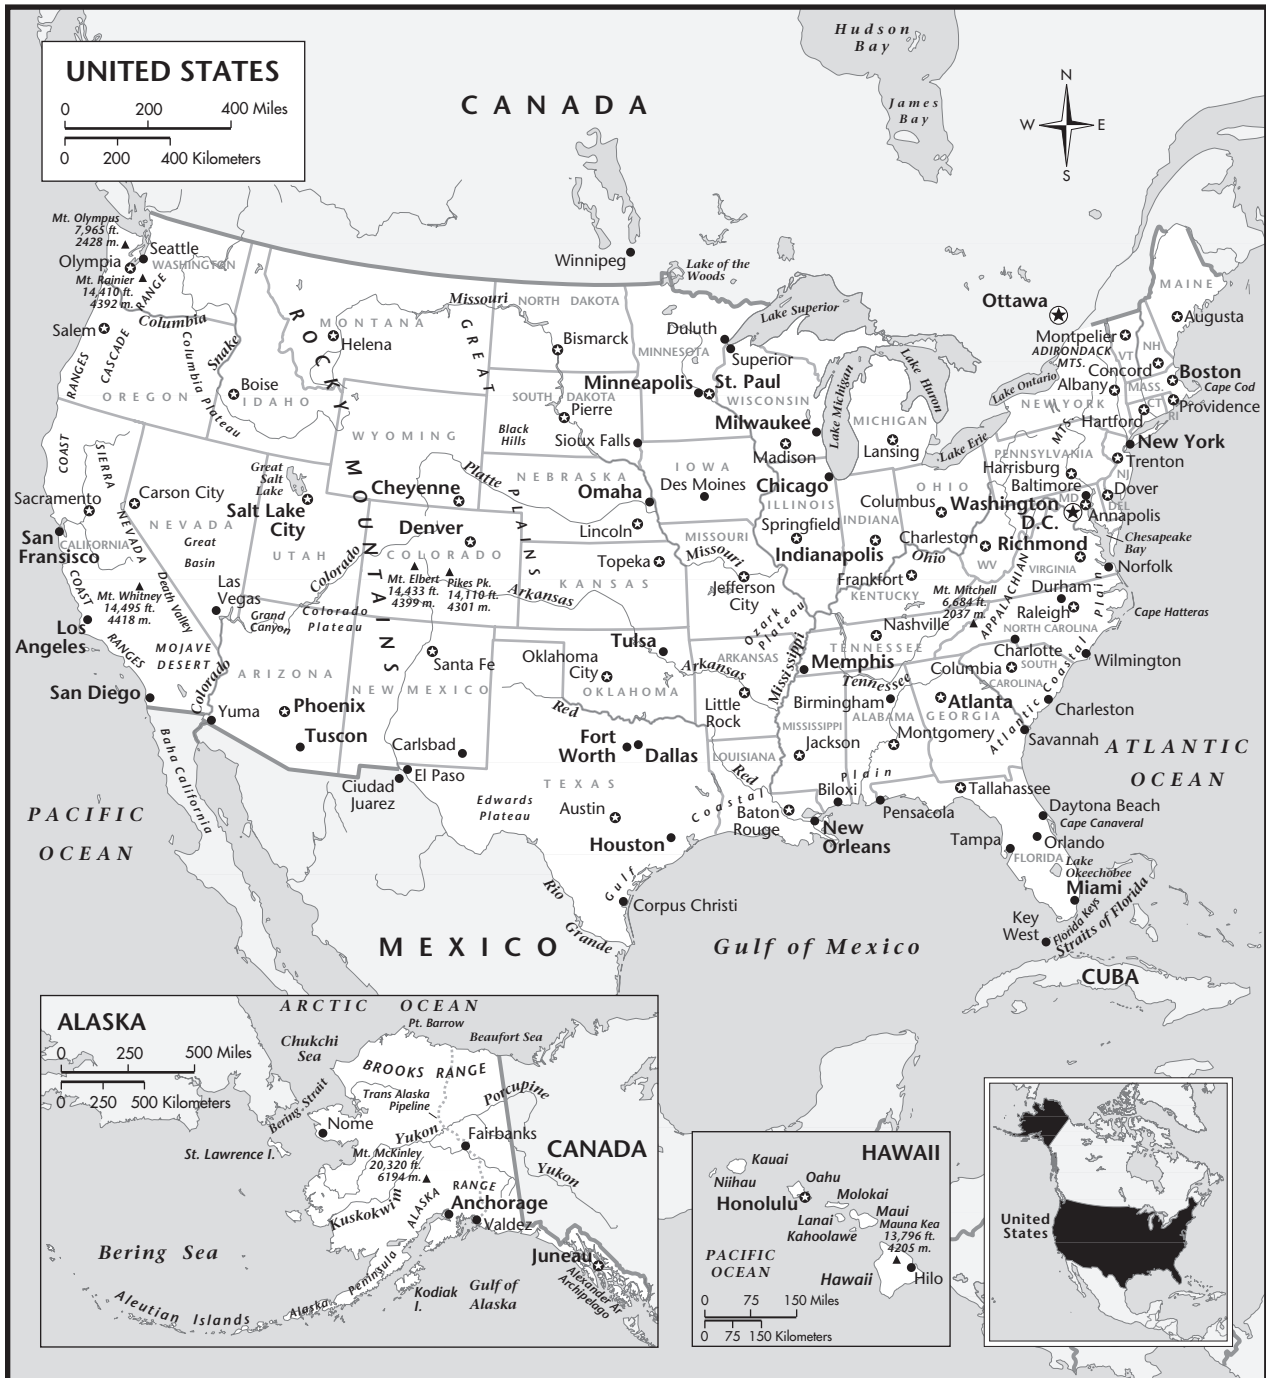 Hudson
Bay
UNITED STATES
0 200 400 Miles
0 200 400 Kilometers
CANADA
James
Bay
N
W E
S
Mt. Olympus
7,965 ft.
2428 m.
Seattle
Olympia
WASHINGTON
Mt. Rainier
14,410 ft.
4392 m.
Winnipeg
Lake of the
Woods
Lake Superior
Ottawa
MAINE
Augusta
Montpelier
ADIRONDACK
MTS.
VT
NH
Concord
Boston
Cape Cod
Albany
MASS.
Providence
NEW YORK
CT
RI
Hartford
Lake Ontario
Lake Huron
Lake Michigan
Lake Erie
Salem
Columbia
CASCADE
RANGE
RANGES
COAST
Columbia Plateau
Snake
OREGON
Boise
IDAHO
ROCKY
MOUNTAINS
MONTANA
Helena
Missouri
GREAT
PLAINS
NORTH DAKOTA
Bismarck
Duluth
Superior
MINNESOTA
Minneapolis
St. Paul
WISCONSIN
SOUTH DAKOTA
Pierre
Black
Hills
Sioux Falls
Milwaukee
Madison
MICHIGAN
Lansing
WYOMING
Cheyenne
Platte
NEBRASKA
Omaha
Lincoln
IOWA
Des Moines
Chicago
ILLINOIS
Springfield
INDIANA
Indianapolis
OHIO
Columbus
PENNSYLVANIA
MTS.
Harrisburg
New York
Trenton
NJ
Baltimore
Dover
MD
DEL
Washington
D.C.
Annapolis
Chesapeake
Bay
Charleston
WV
Richmond
VIRGINIA
Norfolk
Ohio
Frankfort
KENTUCKY
Mt. Mitchell
6,684 ft.
2037 m.
APPALACHIAN
Durham
Raleigh
Cape Hatteras
NORTH CAROLINA
Charlotte
Columbia
SOUTH
CAROLINA
Wilmington
Charleston
Savannah
Atlantic Coastal Plain
ATLANTIC
OCEAN
Sacramento
Carson City
SIERRA
NEVADA
NEVADA
Great
Basin
Great
Salt
Lake
Salt Lake
City
UTAH
San
Fransisco
CALIFORNIA
COAST
RANGES
Mt. Whitney
14,495 ft.
4418 m.
Death Valley
Las
Vegas
MOJAVE
DESERT
Los
Angeles
San Diego
Colorado
Yuma
Colorado
Grand
Canyon
Colorado
Plateau
ARIZONA
Phoenix
Tuscon
Denver
COLORADO
Mt. Elbert
14,433 ft.
4399 m.
Pikes Pk.
14,110 ft.
4301 m.
Santa Fe
NEW MEXICO
Carlsbad
El Paso
Ciudad
Juarez
Arkansas
KANSAS
Topeka
MISSOURI
Missouri
Jefferson
City
Ozark
Plateau
Tulsa
Oklahoma
City
OKLAHOMA
Red
ARKANSAS
Arkansas
Little
Rock
Mississippi
Nashville
TENNESSEE
Memphis
Tennessee
Birmingham
ALABAMA
Atlanta
GEORGIA
Montgomery
MISSISSIPPI
Jackson
LOUISIANA
Red
Baton
Rouge
New
Orleans
Biloxi
Pensacola
Tallahassee
Gulf Coastal Plain
Fort
Worth
Dallas
TEXAS
Austin
Edwards
Plateau
Houston
Corpus Christi
Rio
Grande
Daytona Beach
Cape Canaveral
Tampa
Orlando
FLORIDA
Lake
Okeechobee
Miami
Key
West
Florida Keys
Straits of Florida
CUBA
Gulf of Mexico
MEXICO
Baha California
PACIFIC
OCEAN
ARCTIC OCEAN
ALASKA
0 250 500 Miles
0 250 500 Kilometers
Chukchi
Sea
Pt. Barrow
Beaufort Sea
BROOKS RANGE
Trans Alaska
Pipeline
Porcupine
Bering Strait
Nome
Yukon
Fairbanks
CANADA
St. Lawrence I.
Mt. McKinley
20,320 ft.
6194 m.
Yukon
ALASKA
RANGE
Kuskokwim
Anchorage
Valdez
Juneau
Alexander Ar
Archipelago
Bering Sea
Alaska Peninsula
Kodiak
I.
Gulf of
Alaska
Aleutian Islands
HAWAII
Kauai
Niihau
Oahu
Honolulu
Molokai
Lanai
Maui
Kahoolawe
Mauna Kea
13,796 ft.
4205 m.
PACIFIC
OCEAN
Hawaii
Hilo
0 75 150 Miles
0 75 150 Kilometers
United
States